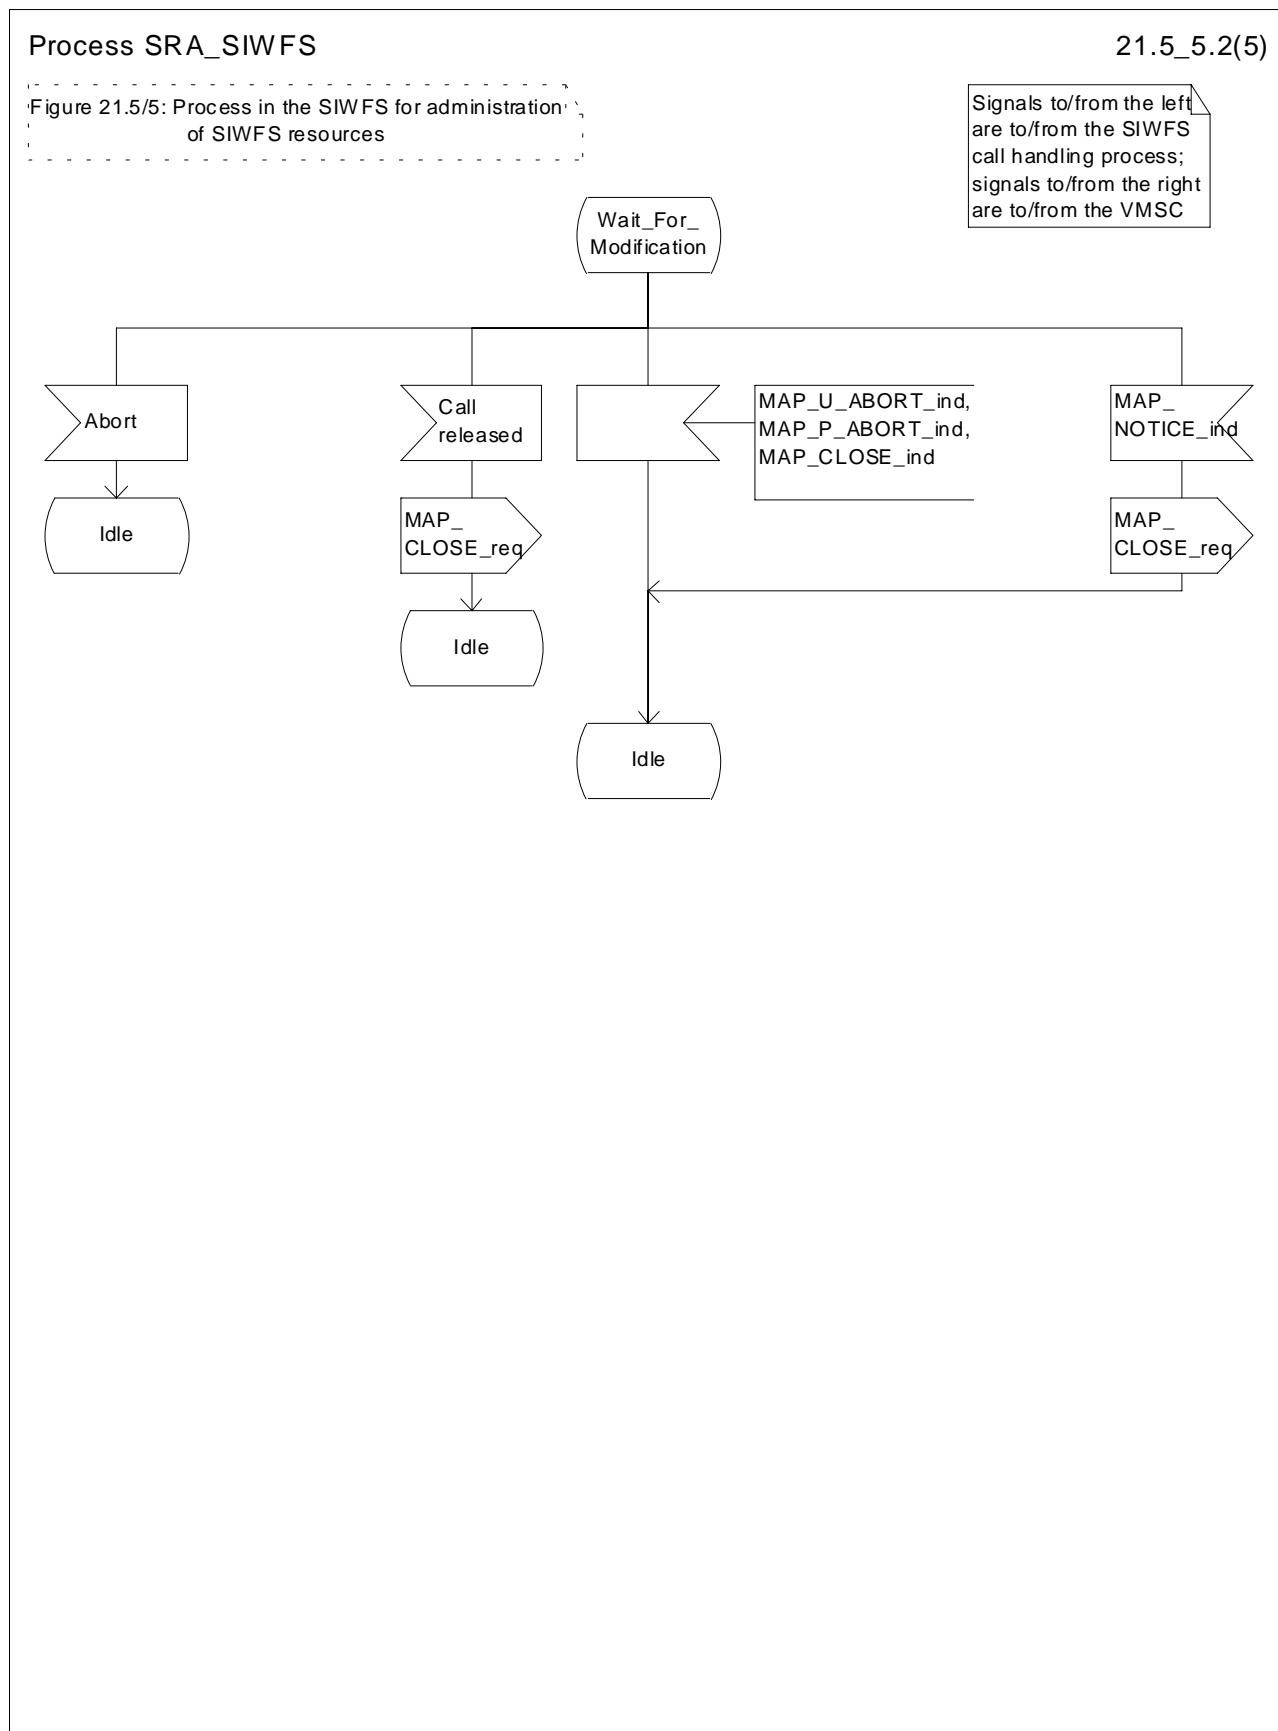 Process SRA_SIWFS
21.5_5.2(5)
Figure 21.5/5: Process in the SIWFS for administration
of SIWFS resources
Signals to/from the left
are to/from the SIWFS
call handling process;
signals to/from the right
are to/from the VMSC
Wait_For_
Modification
Abort
Call
released
MAP_U_ABORT_ind,
MAP_P_ABORT_ind,
MAP_CLOSE_ind
MAP_
NOTICE_ind
Idle
MAP_
CLOSE_req
MAP_
CLOSE_req
Idle
Idle